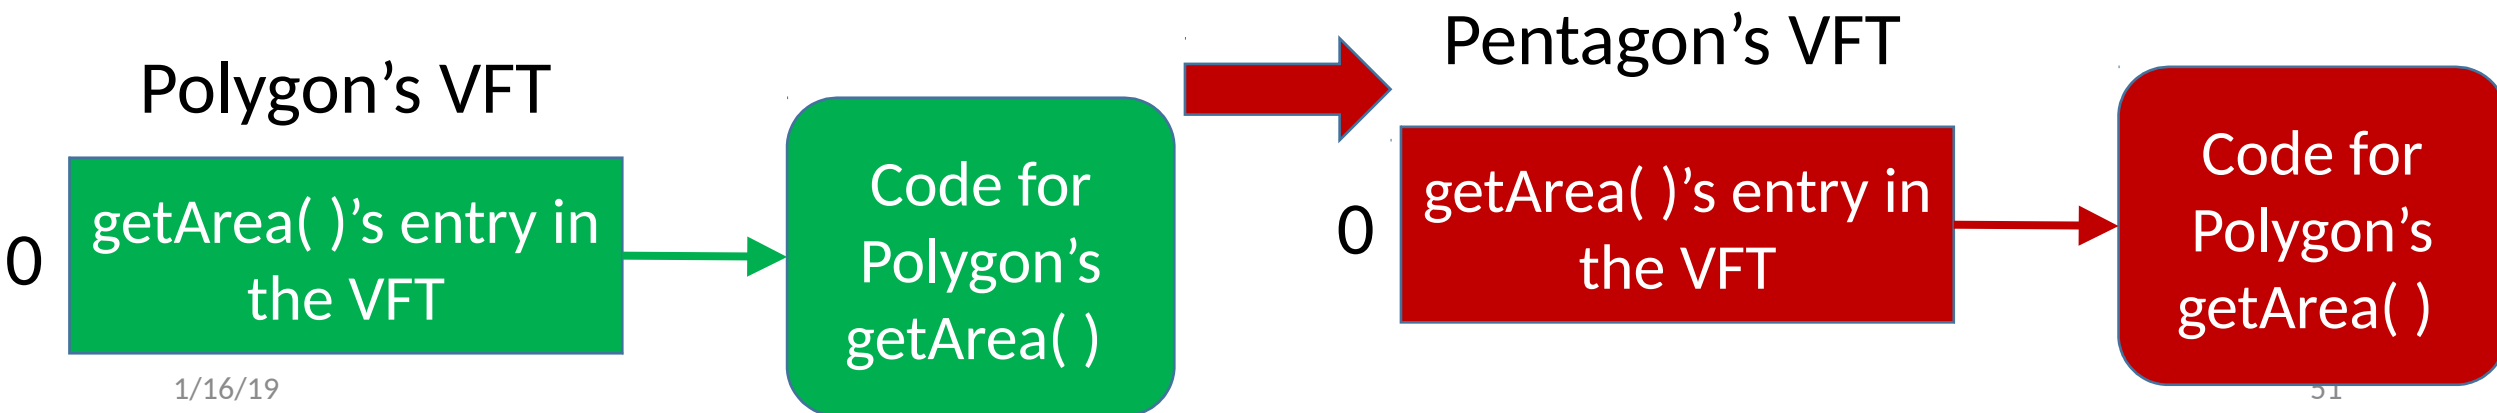 Polygon's VFT
0
getArea()'s entry in
the VFT
Code for
Polygon's
getArea()
Pentagon's VFT
0
getArea()'s entry in
the VFT
Code for
Polygon's
getArea()
1/16/19
51